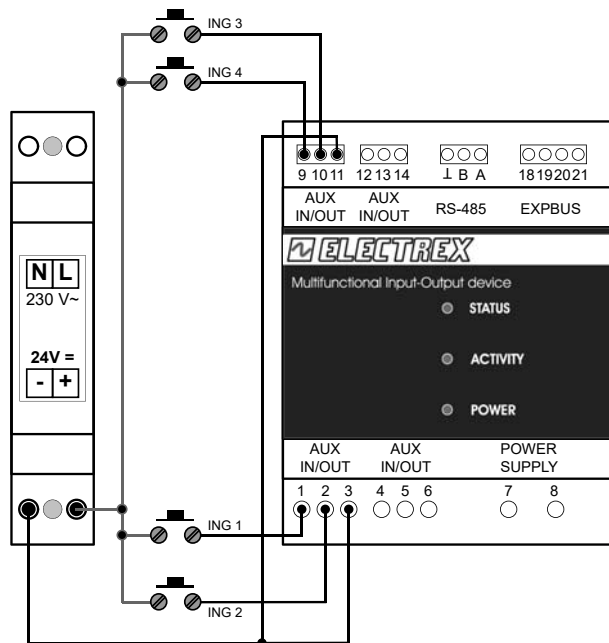 ING 3
ING 4
9 10 11
12 13 14
⊥ B A
18 19 20 21
AUX
IN/OUT
AUX
IN/OUT
RS-485
EXPBUS
ELECTREX
Multifunctional Input-Output device
STATUS
ACTIVITY
POWER
N L
230 V~
24V =
- +
AUX
IN/OUT
AUX
IN/OUT
POWER
SUPPLY
1 2 3
4 5 6
7 8
ING 1
ING 2